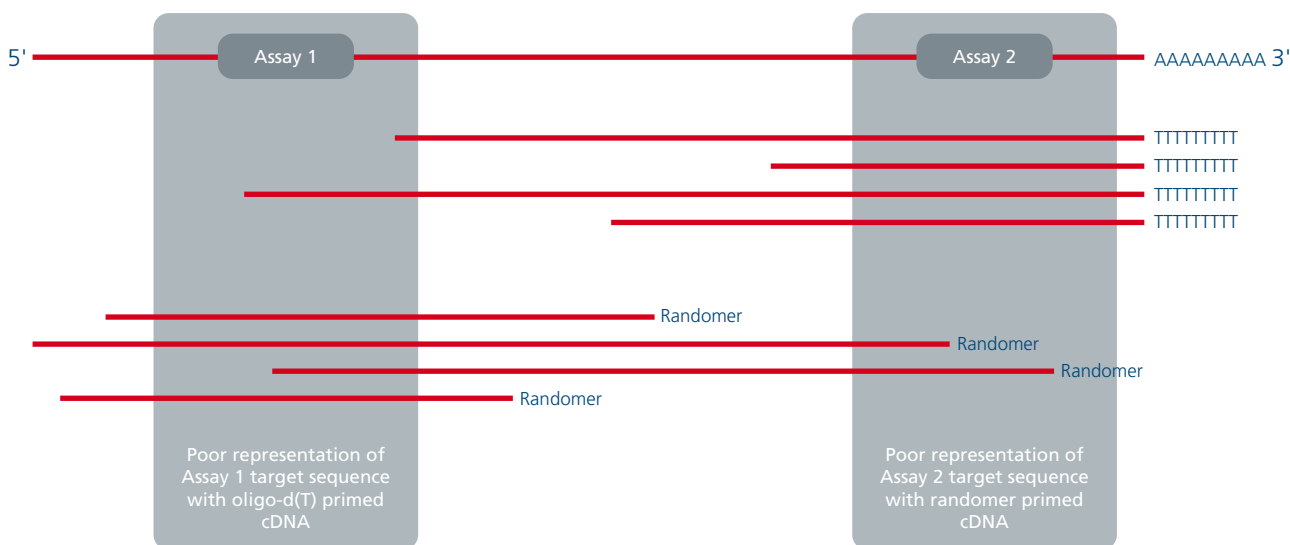 5' Assay 1 Assay 2 AAAAAAAAAA 3'
TTTTTTTTT
TTTTTTTTT
TTTTTTTTT
TTTTTTTTT
Randomer
Randomer
Randomer
Randomer
Poor representation of
Assay 1 target sequence
with oligo-d(T) primed
cDNA
Poor representation of
Assay 2 target sequence
with randomer primed
cDNA